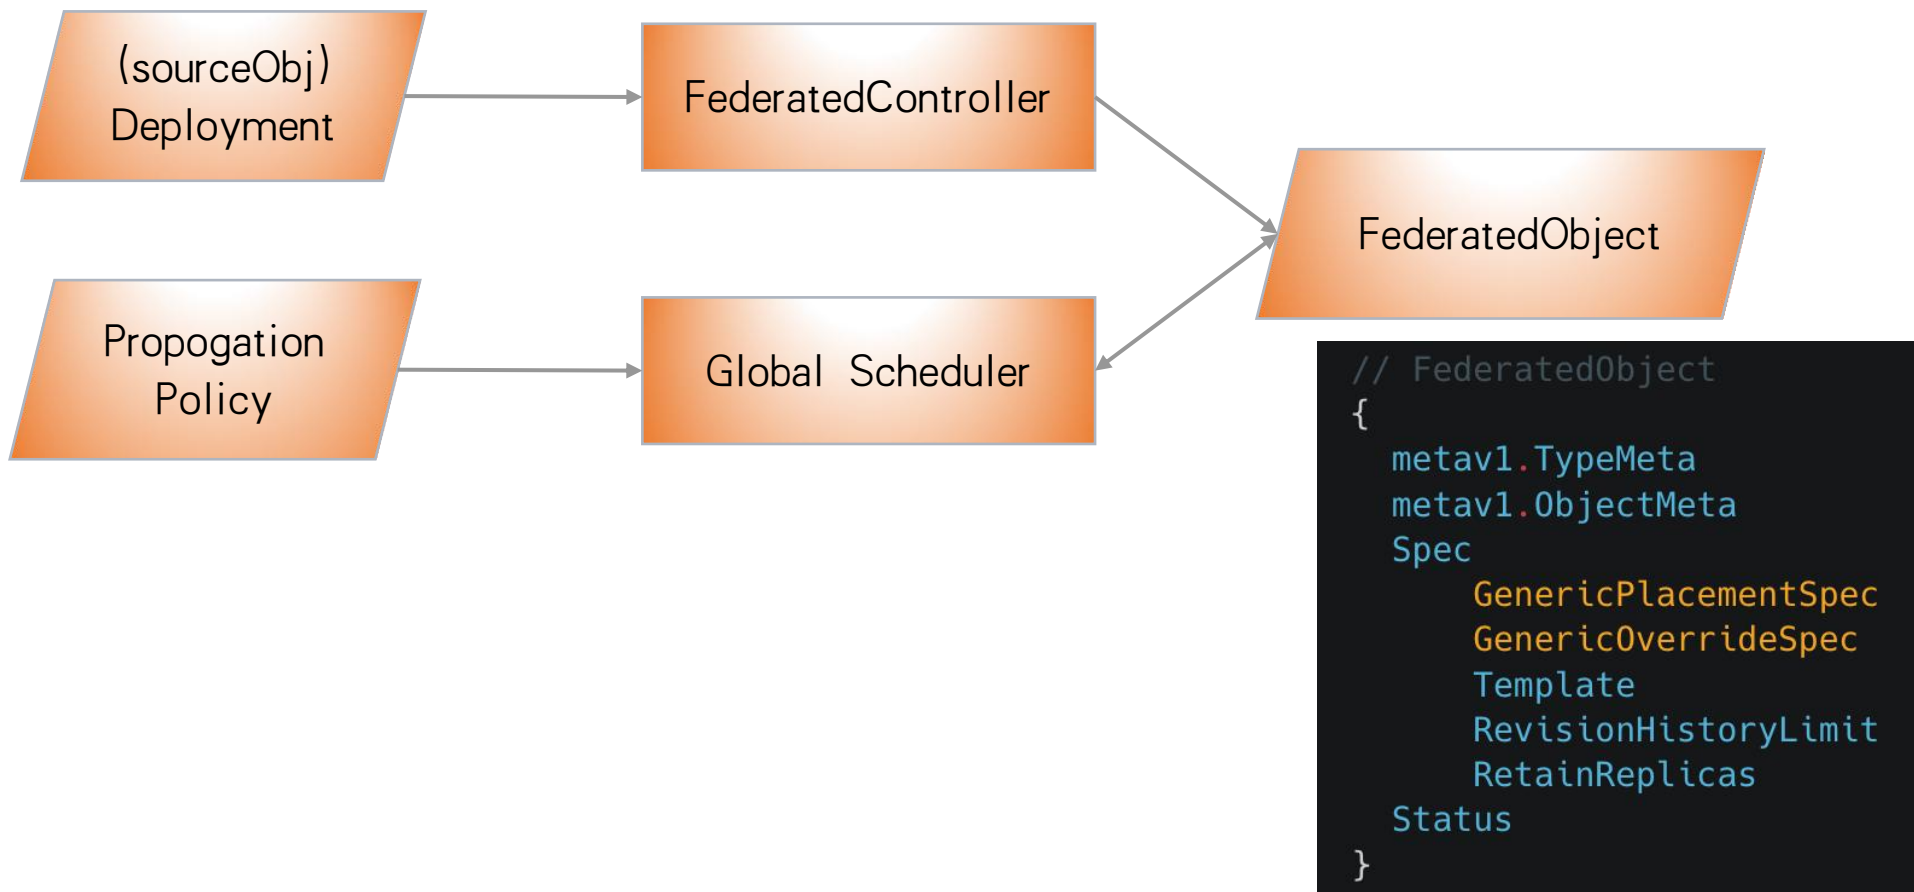 (sourceObj)
Deployment
FederatedController
FederatedObject
Propogation
Policy
Global Scheduler
// FederatedObject
{
metav1.TypeMeta
metav1.ObjectMeta
Spec
GenericPlacementSpec
GenericOverrideSpec
Template
RevisionHistoryLimit
RetainReplicas
Status
}